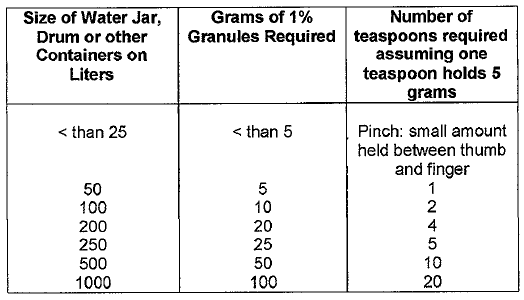 Size of Water Jar,
Drum or other
Containers on
Liters
Grams of 1%
Granules Required
Number of
teaspoons required
assuming one
teaspoon holds 5
grams
< than 25
< than 5
Pinch: small amount
held between thumb
and finger
50 5 1
100 10 2
200 20 4
250 25 5
500 50 10
1000 100 20